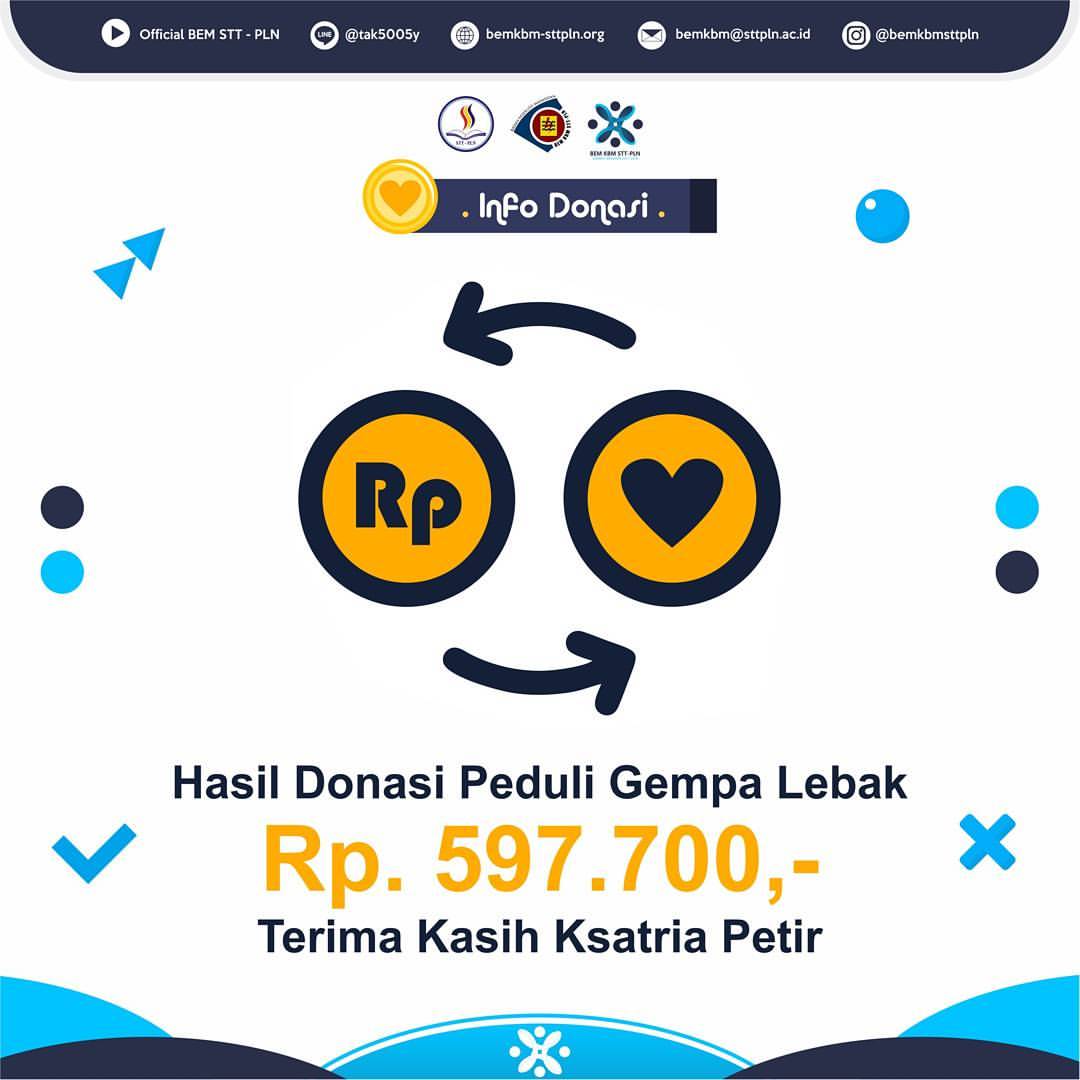 Official BEM STT - PLN
LINE
@tak5005y
bemkbm-sttpln.org
bemkbm@sttpln.ac.id
@bemkbmsttpln
STT - PLN
BEM KBM STT-PLN
. Info Donasi .
Rp
Hasil Donasi Peduli Gempa Lebak
Rp. 597.700,-
Terima Kasih Ksatria Petir